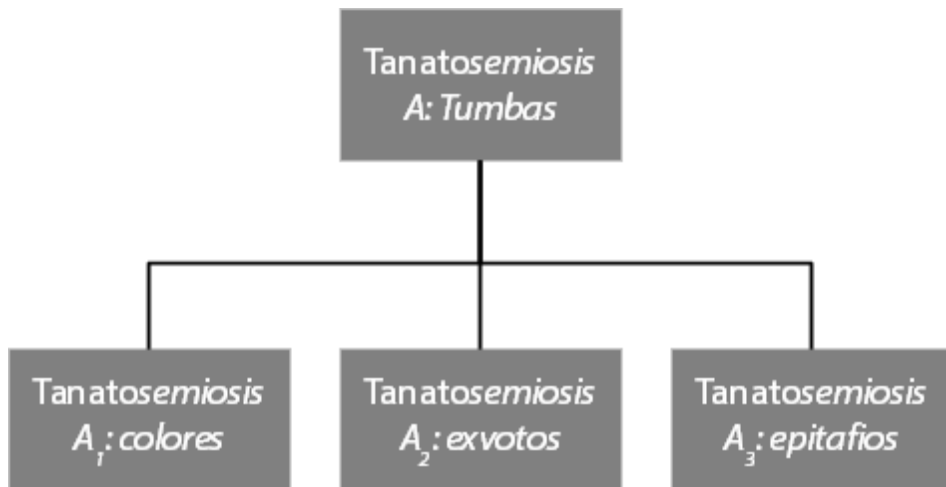 Tanatosemiosis
A: Tumbas
Tanatosemiosis
A₁: colores
Tanatosemiosis
A₂: exvotos
Tanatosemiosis
A₃: epitafios